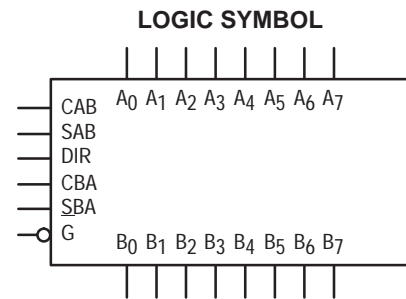 LOGIC SYMBOL
A0 A1 A2 A3 A4 A5 A6 A7
CAB
SAB
DIR
CBA
SBA
G
B0 B1 B2 B3 B4 B5 B6 B7